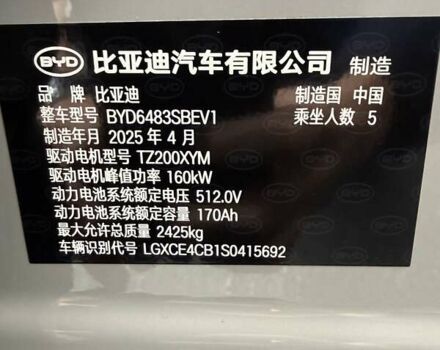 BYD 比亚迪汽车有限公司 制造
品 牌 比亚迪 制造国 中国
整车型号 BYD6483SBEV1 乘坐人数 5
制造年月 2025 年 4 月
驱动电机型号 TZ200XYM
驱动电机峰值功率 160kW
动力电池系统额定电压 512.0V
动力电池系统额定容量 170Ah
最大允许总质量 2425kg
车辆识别代号 LGXCE4CB1S0415692